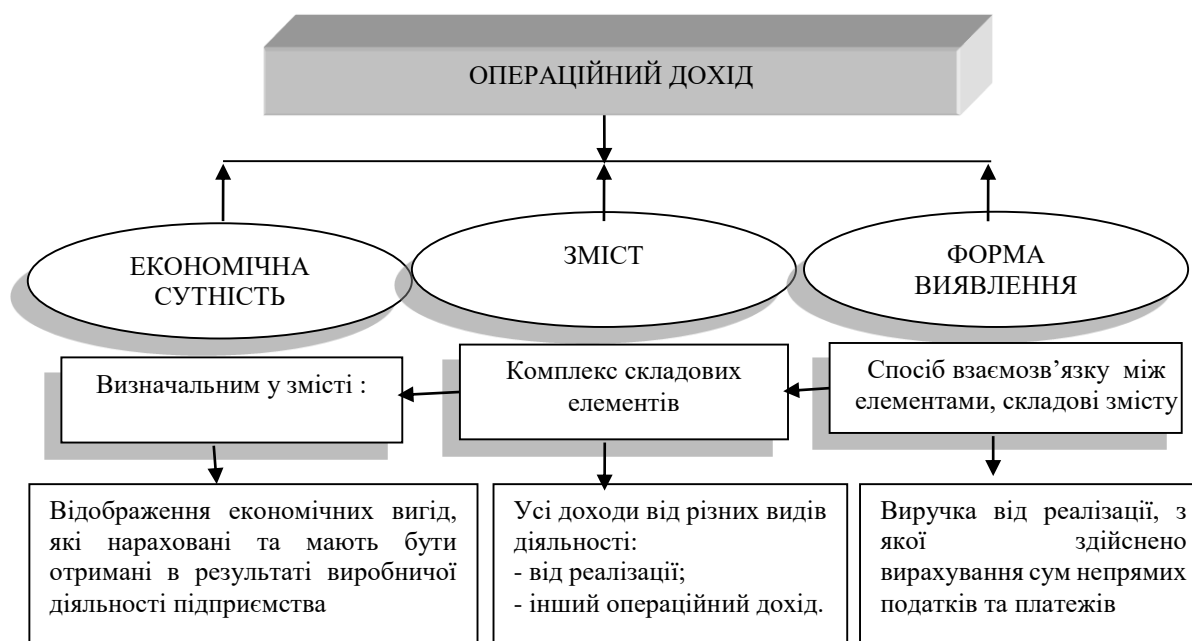 ОПЕРАЦІЙНИЙ ДОХІД
ЕКОНОМІЧНА
СУТНІСТЬ
ЗМІСТ
ФОРМА
ВИЯВЛЕННЯ
Визначальним у змісті :
Комплекс складових
елементів
Спосіб взаємозв’язку між
елементами, складові змісту
Відображення економічних вигід,
які нараховані та мають бути
отримані в результаті виробничої
діяльності підприємства
Усі доходи від різних видів
діяльності:
- від реалізації;
- інший операційний дохід.
Виручка від реалізації, з
якої здійснено
вирахування сум непрямих
податків та платежів